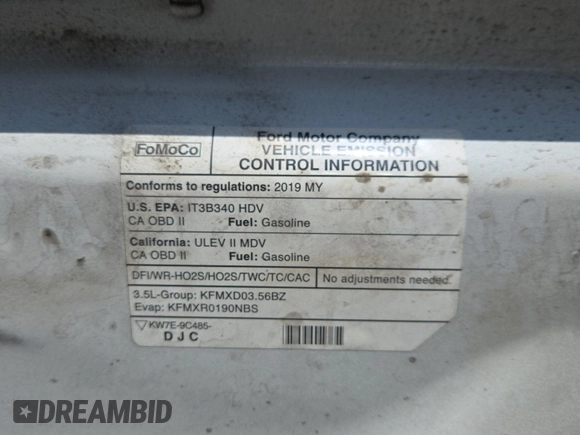 FoMoCo
Ford Motor Company
VEHICLE EMISSION
CONTROL INFORMATION
Conforms to regulations: 2019 MY
U.S. EPA: IT3B340 HDV
CA OBD II Fuel: Gasoline
California: ULEV II MDV
CA OBD II Fuel: Gasoline
DFI/WR-HO2S/HO2S/TWC/TC/CAC No adjustments needed.
3.5L-Group: KFMXD03.56BZ
Evap: KFMXR0190NBS
KW7E-9C485-
D J C
DREAMBID